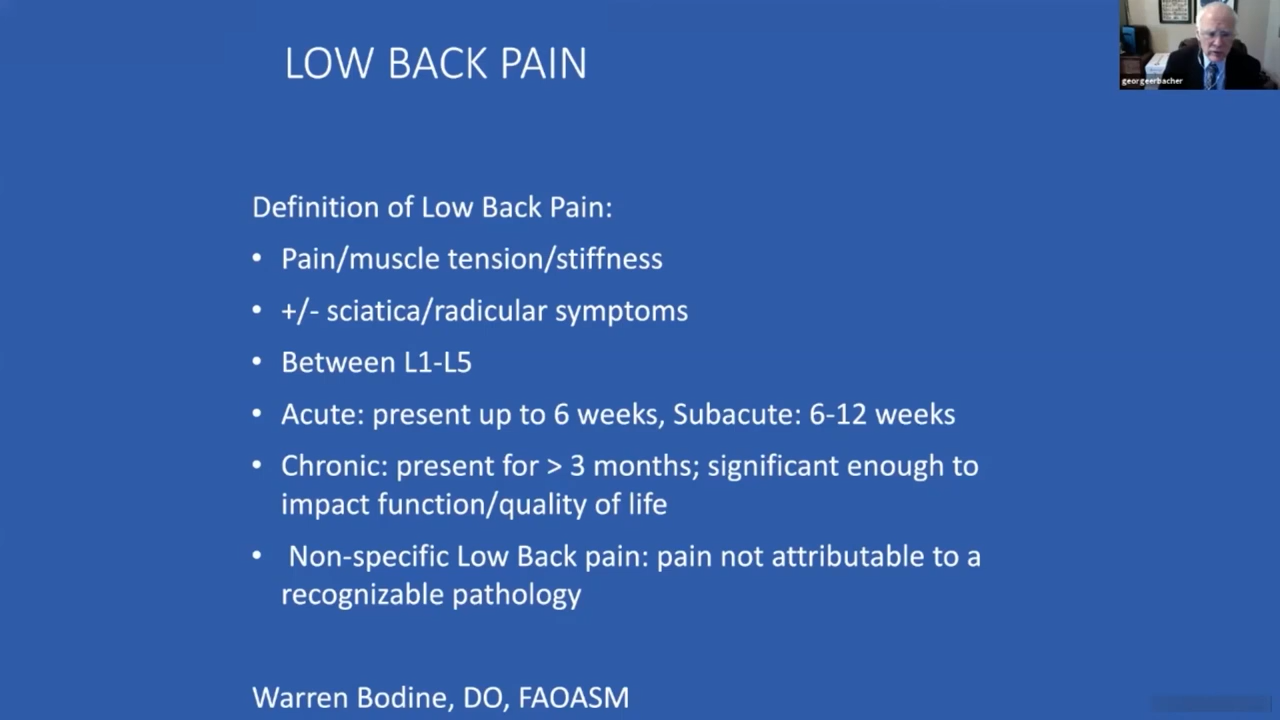 LOW BACK PAIN
georgeerbacher
Definition of Low Back Pain:
• Pain/muscle tension/stiffness
• +/- sciatica/radicular symptoms
• Between L1-L5
• Acute: present up to 6 weeks, Subacute: 6-12 weeks
• Chronic: present for > 3 months; significant enough to
impact function/quality of life
• Non-specific Low Back pain: pain not attributable to a
recognizable pathology
Warren Bodine, DO, FAOASM